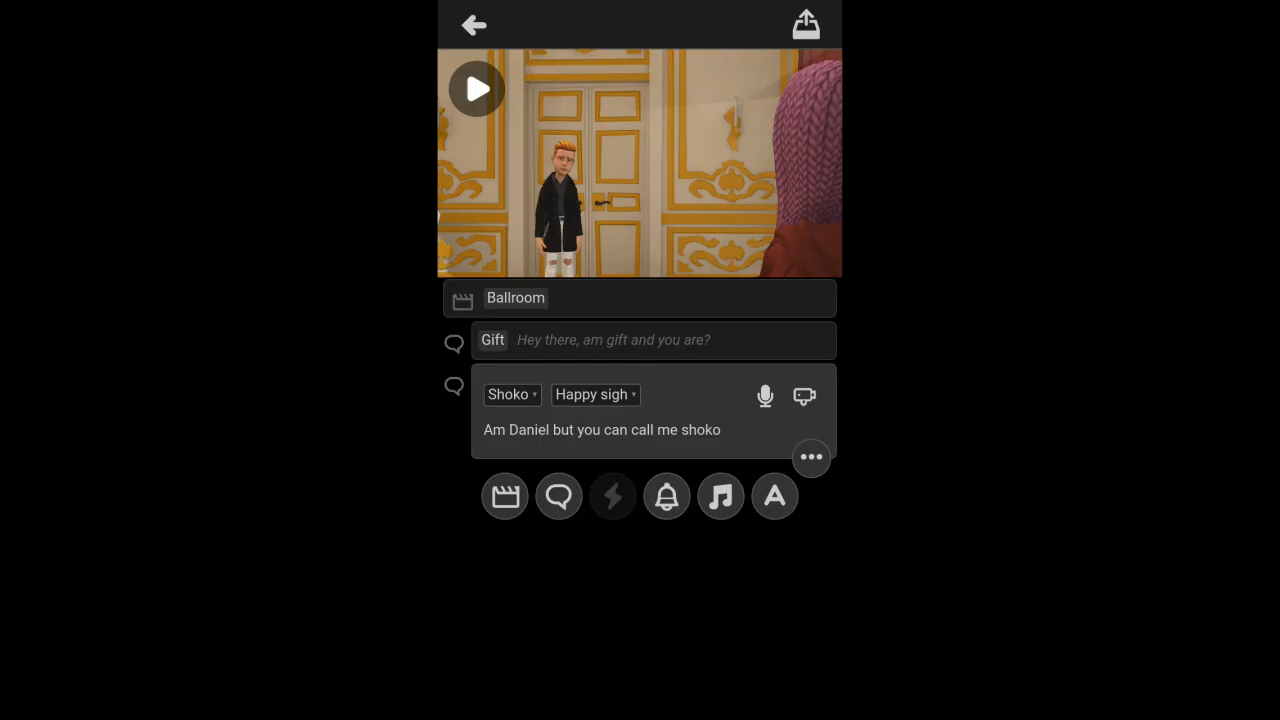 Ballroom
Gift Hey there, am gift and you are?
Shoko Happy sigh
Am Daniel but you can call me shoko